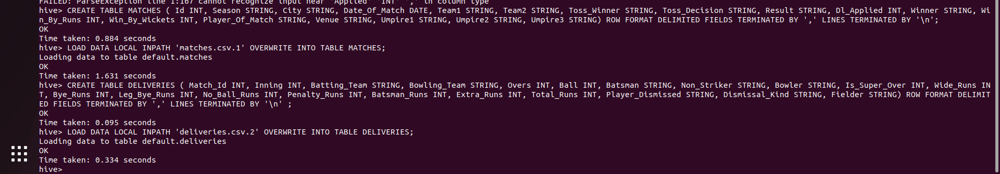 FAILED: ParseException line 1:167 cannot recognize input near 'Applied' 'INT' ',' in column type
hive> CREATE TABLE MATCHES ( Id INT, Season STRING, City STRING, Date_Of_Match DATE, Team1 STRING, Team2 STRING, Toss_Winner STRING, Toss_Decision STRING, Result STRING, Dl_Applied INT, Winner STRING, Wi
n_By_Runs INT, Win_By_Wickets INT, Player_Of_Match STRING, Venue STRING, Umpire1 STRING, Umpire2 STRING, Umpire3 STRING) ROW FORMAT DELIMITED FIELDS TERMINATED BY ',' LINES TERMINATED BY '\n';
OK
Time taken: 0.884 seconds
hive> LOAD DATA LOCAL INPATH 'matches.csv.1' OVERWRITE INTO TABLE MATCHES;
Loading data to table default.matches
OK
Time taken: 1.631 seconds
hive> CREATE TABLE DELIVERIES ( Match_Id INT, Inning INT, Batting_Team STRING, Bowling_Team STRING, Overs INT, Ball INT, Batsman STRING, Non_Striker STRING, Bowler STRING, Is_Super_Over INT, Wide_Runs IN
T, Bye_Runs INT, Leg_Bye_Runs INT, No_Ball_Runs INT, Penalty_Runs INT, Batsman_Runs INT, Extra_Runs INT, Total_Runs INT, Player_Dismissed STRING, Dismissal_Kind STRING, Fielder STRING) ROW FORMAT DELIMIT
ED FIELDS TERMINATED BY ',' LINES TERMINATED BY '\n' ;
OK
Time taken: 0.095 seconds
hive> LOAD DATA LOCAL INPATH 'deliveries.csv.2' OVERWRITE INTO TABLE DELIVERIES;
Loading data to table default.deliveries
OK
Time taken: 0.334 seconds
hive>